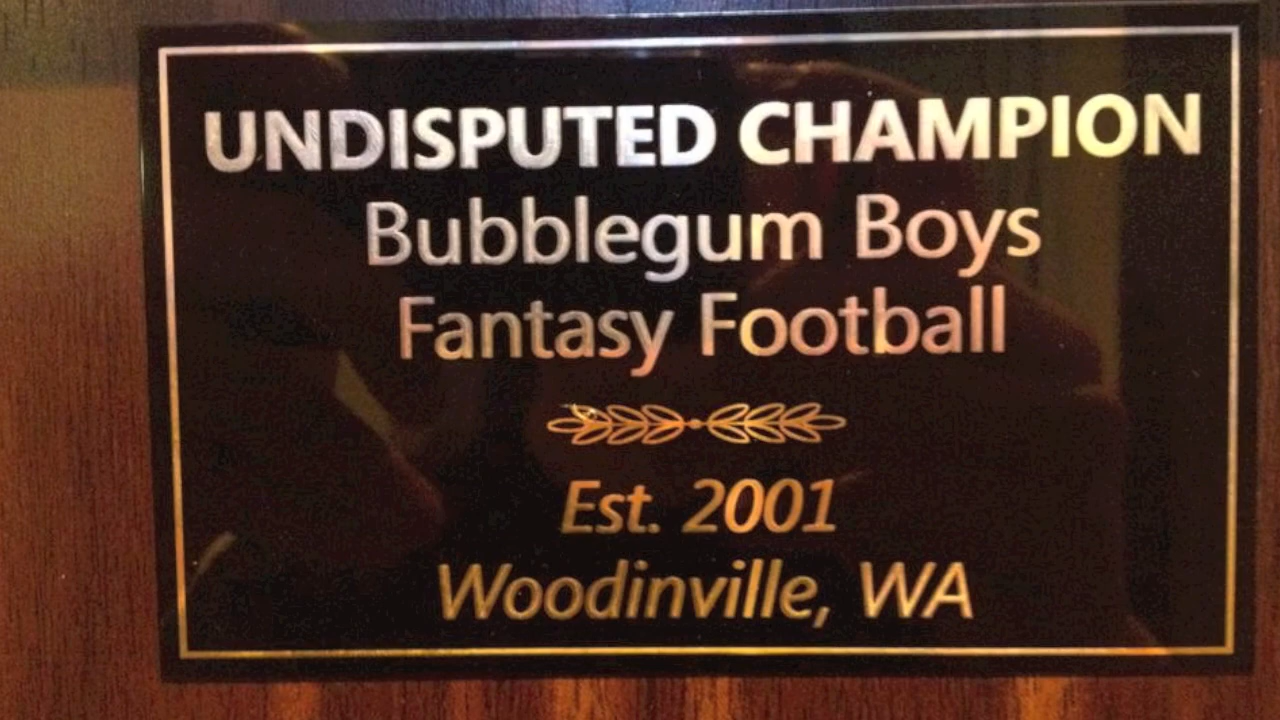 UNDISPUTED CHAMPION
Bubblegum Boys
Fantasy Football
Est. 2001
Woodinville, WA